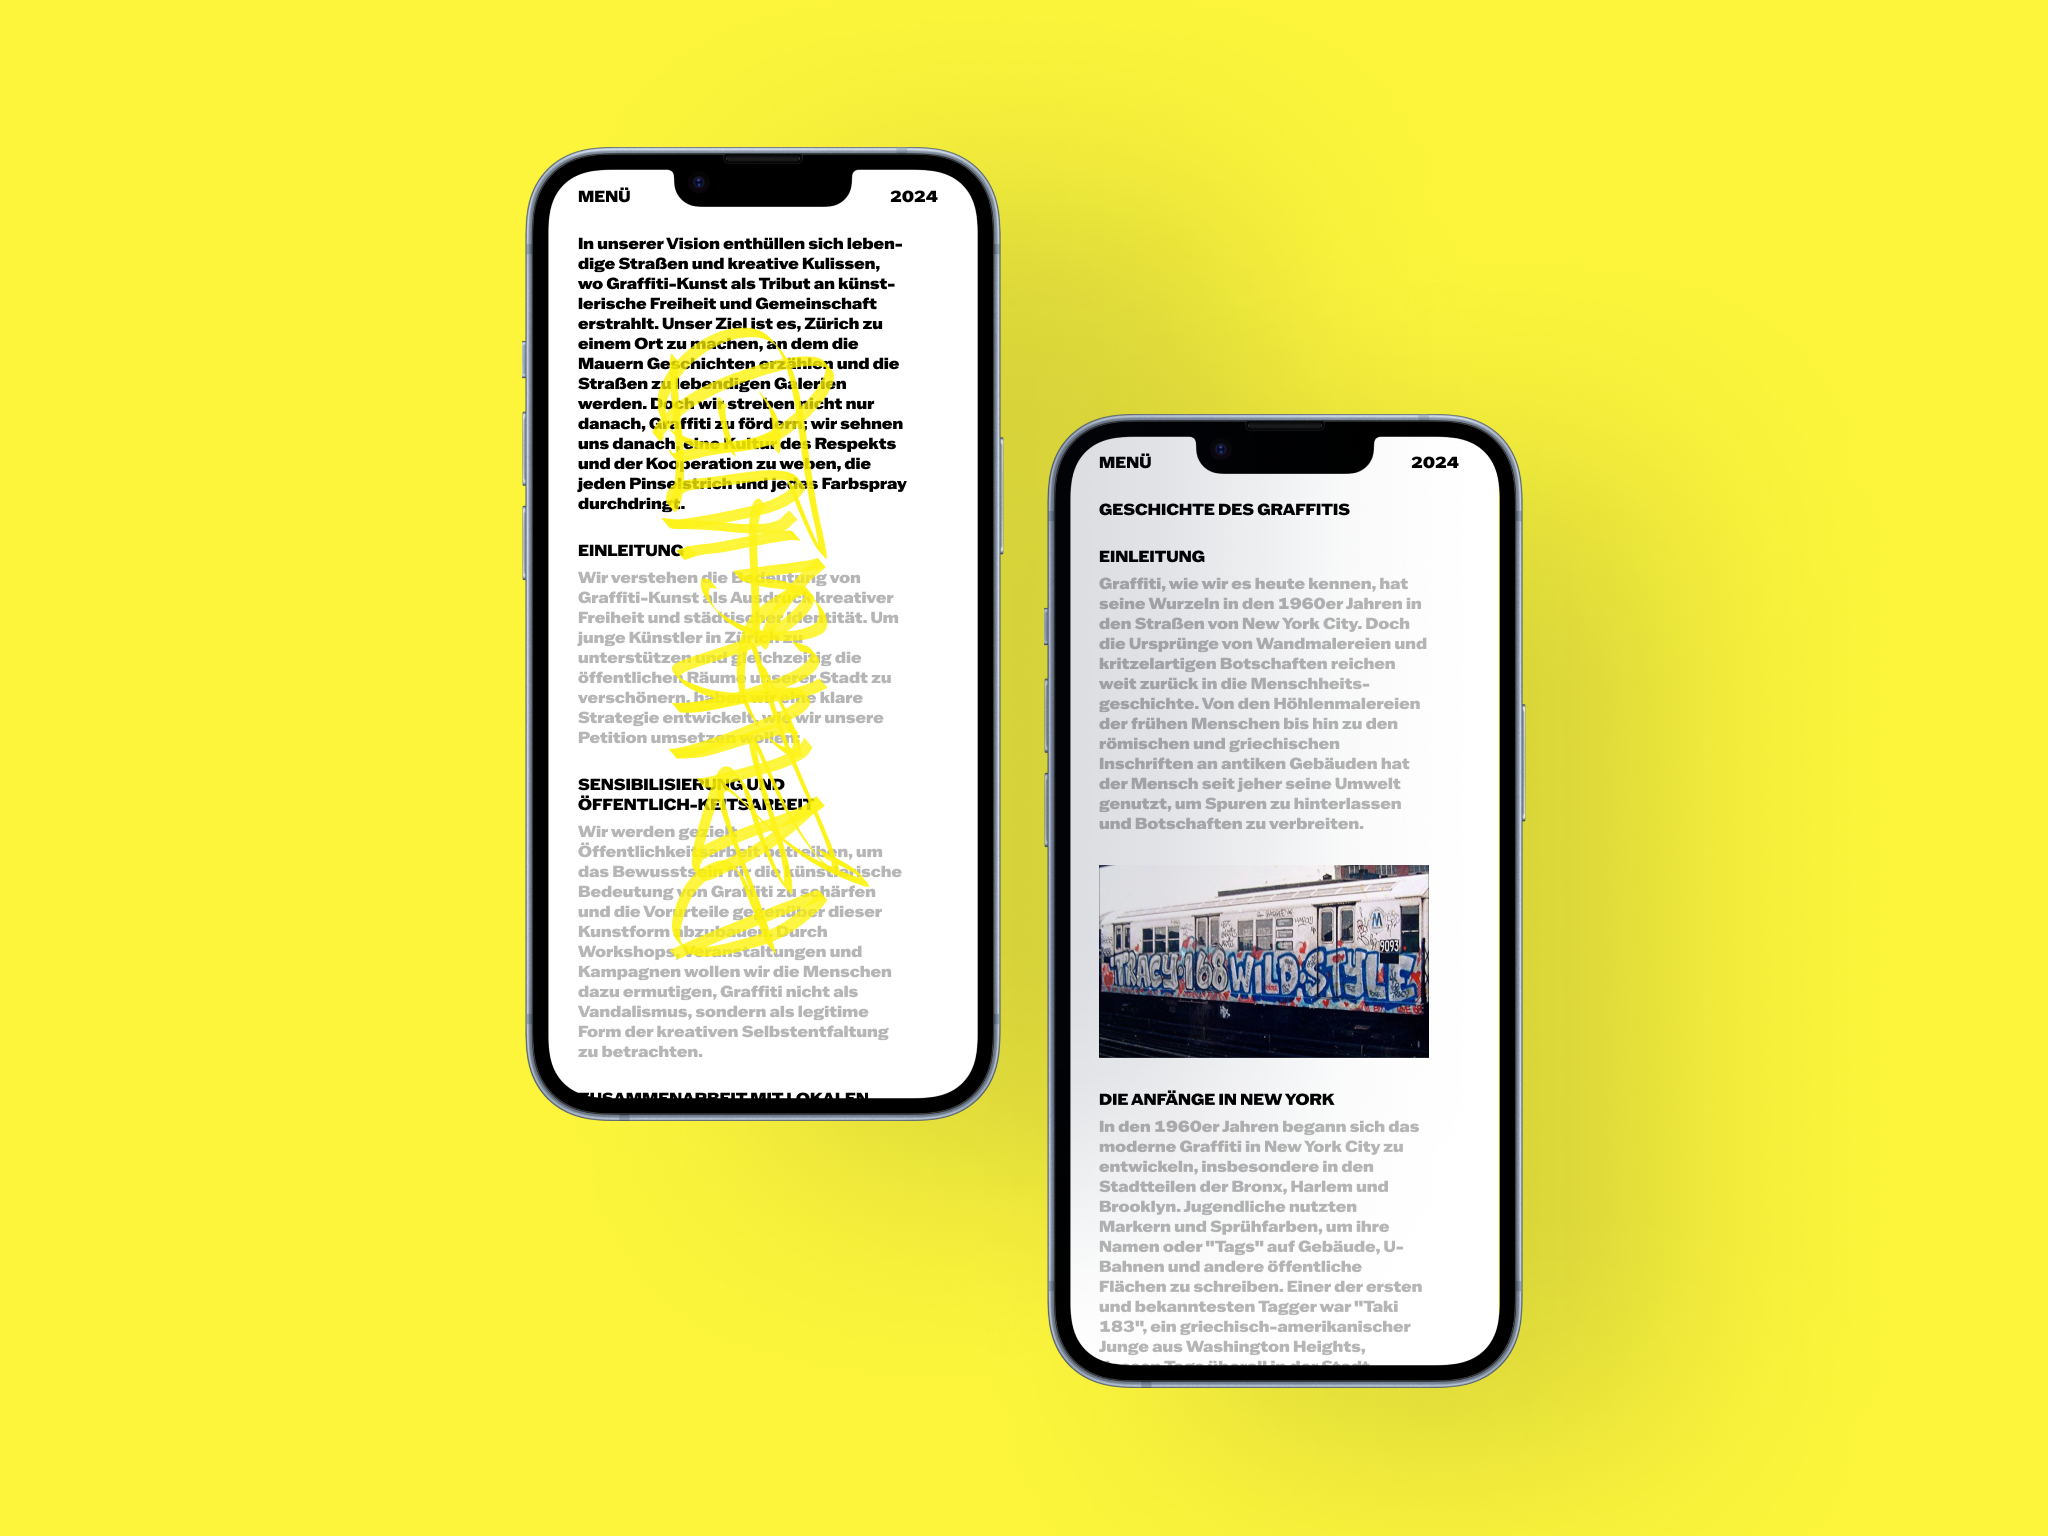 MENÜ 2024
In unserer Vision enthüllen sich leben-
dige Straßen und kreative Kulissen,
wo Graffiti-Kunst als Tribut an künst-
lerische Freiheit und Gemeinschaft
erstrahlt. Unser Ziel ist es, Zürich zu
einem Ort zu machen, an dem die
Mauern Geschichten erzählen und die
Straßen zu lebendigen Galerien
werden. Doch wir streben nicht nur
danach, Graffiti zu fördern; wir sehnen
uns danach, eine Kultur des Respekts
und der Kooperation zu weben, die
jeden Pinselstrich und jedes Farbspray
durchdringt.
EINLEITUNG
Wir verstehen die Bedeutung von
Graffiti-Kunst als Ausdruck kreativer
Freiheit und städtischer Identität. Um
junge Künstler in Zürich zu
unterstützen und gleichzeitig die
öffentlichen Räume unserer Stadt zu
verschönern, haben wir eine klare
Strategie entwickelt, wie wir unsere
Petition umsetzen wollen:
SENSIBILISIERUNG UND
ÖFFENTLICH-KEITSARBEIT
Wir werden gezielt
Öffentlichkeitsarbeit betreiben, um
das Bewusstsein für die künstlerische
Bedeutung von Graffiti zu schärfen
und die Vorurteile gegenüber dieser
Kunstform abzubauen. Durch
Workshops, Veranstaltungen und
Kampagnen wollen wir die Menschen
dazu ermutigen, Graffiti nicht als
Vandalismus, sondern als legitime
Form der kreativen Selbstentfaltung
zu betrachten.
ZUSAMMENARBEIT MIT LOKALEN
MENÜ 2024
GESCHICHTE DES GRAFFITIS
EINLEITUNG
Graffiti, wie wir es heute kennen, hat
seine Wurzeln in den 1960er Jahren in
den Straßen von New York City. Doch
die Ursprünge von Wandmalereien und
kritzelartigen Botschaften reichen
weit zurück in die Menschheits-
geschichte. Von den Höhlenmalereien
der frühen Menschen bis hin zu den
römischen und griechischen
Inschriften an antiken Gebäuden hat
der Mensch seit jeher seine Umwelt
genutzt, um Spuren zu hinterlassen
und Botschaften zu verbreiten.
9093
TRACY·168 WILD·STYLE
DIE ANFÄNGE IN NEW YORK
In den 1960er Jahren begann sich das
moderne Graffiti in New York City zu
entwickeln, insbesondere in den
Stadtteilen der Bronx, Harlem und
Brooklyn. Jugendliche nutzten
Markern und Sprühfarben, um ihre
Namen oder "Tags" auf Gebäude, U-
Bahnen und andere öffentliche
Flächen zu schreiben. Einer der ersten
und bekanntesten Tagger war "Taki
183", ein griechisch-amerikanischer
Junge aus Washington Heights,
dessen Tags überall in der Stadt